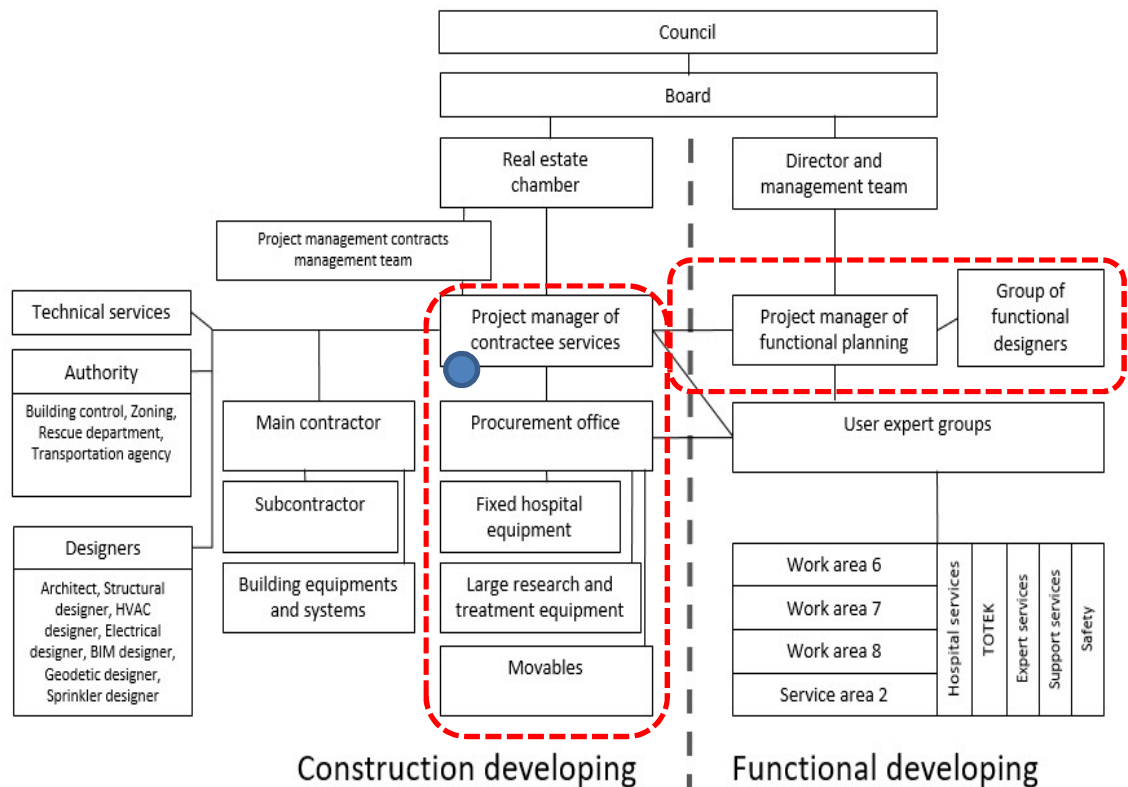 Council
Board
Real estate
chamber
Director and
management team
Project management contracts
management team
Technical services
Project manager of
contractee services
Project manager of
functional planning
Group of
functional
designers
Authority
Building control, Zoning,
Rescue department,
Transportation agency
Main contractor
Procurement office
User expert groups
Subcontractor
Fixed hospital
equipment
Designers
Architect, Structural
designer, HVAC
designer, Electrical
designer, BIM designer,
Geodetic designer,
Sprinkler designer
Building equipments
and systems
Large research and
treatment equipment
Movables
Work area 6
Work area 7
Work area 8
Service area 2
Hospital services
TOTEK
Expert services
Support services
Safety
Construction developing
Functional developing